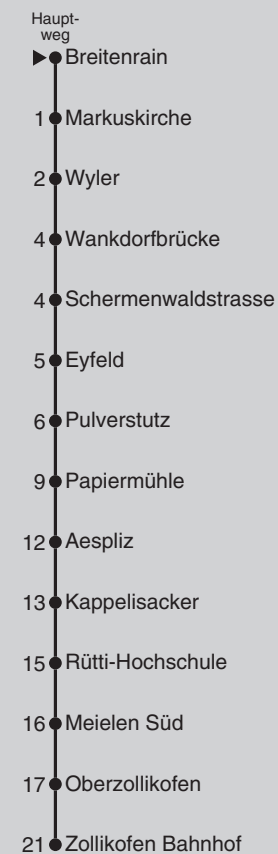 Haupt-
weg
Breitenrain
1 Markuskirche
2 Wyler
4 Wankdorfbrücke
4 Schermenwaldstrasse
5 Eyfeld
6 Pulverstutz
9 Papiermühle
12 Aespliz
13 Kappelisacker
15 Rütti-Hochschule
16 Meielen Süd
17 Oberzollikofen
21 Zollikofen Bahnhof